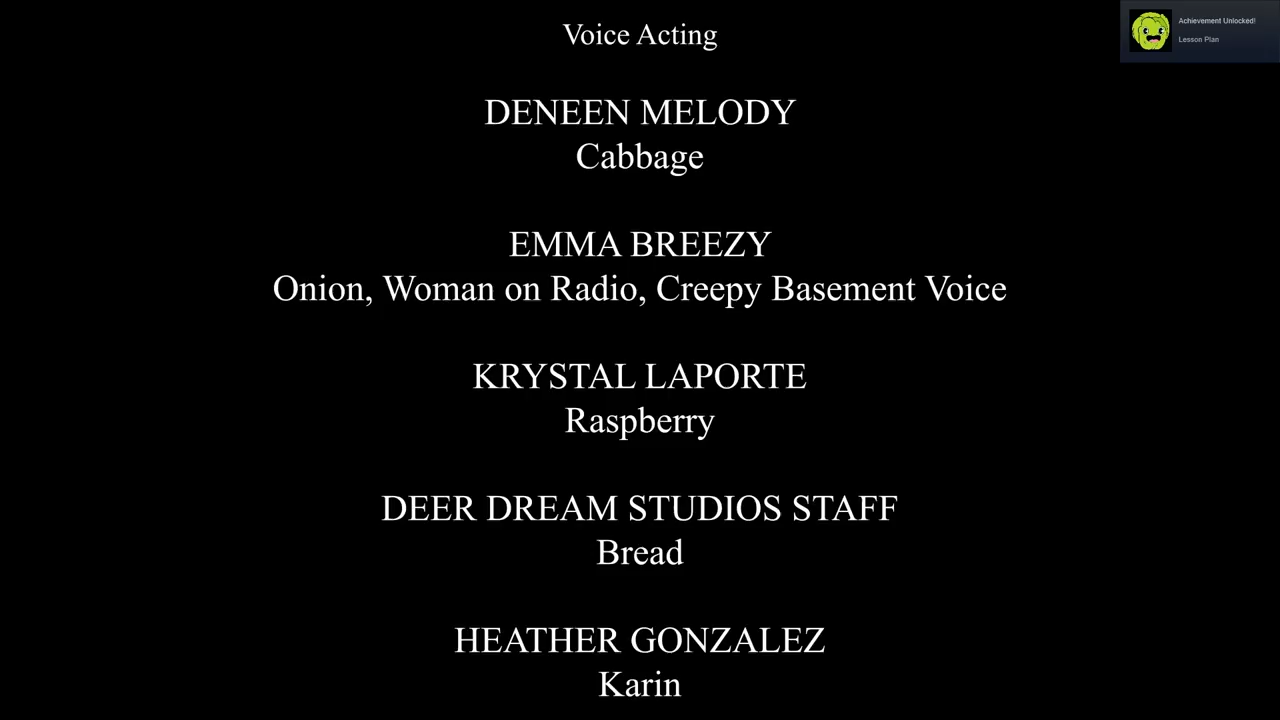 Voice Acting
Achievement Unlocked!
Lesson Plan
DENEEN MELODY
Cabbage
EMMA BREEZY
Onion, Woman on Radio, Creepy Basement Voice
KRYSTAL LAPORTE
Raspberry
DEER DREAM STUDIOS STAFF
Bread
HEATHER GONZALEZ
Karin